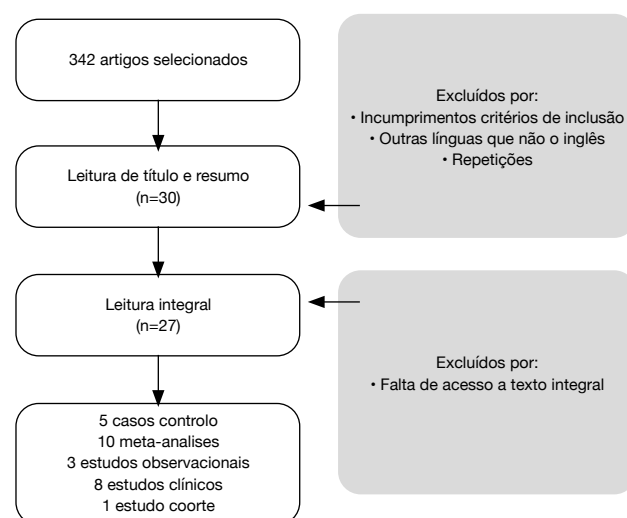 342 artigos selecionados
Excluídos por:
• Incumprimentos critérios de inclusão
• Outras línguas que não o inglês
• Repetições
Leitura de título e resumo
(n=30)
Leitura integral
(n=27)
Excluídos por:
• Falta de acesso a texto integral
5 casos controlo
10 meta-analises
3 estudos observacionais
8 estudos clínicos
1 estudo coorte